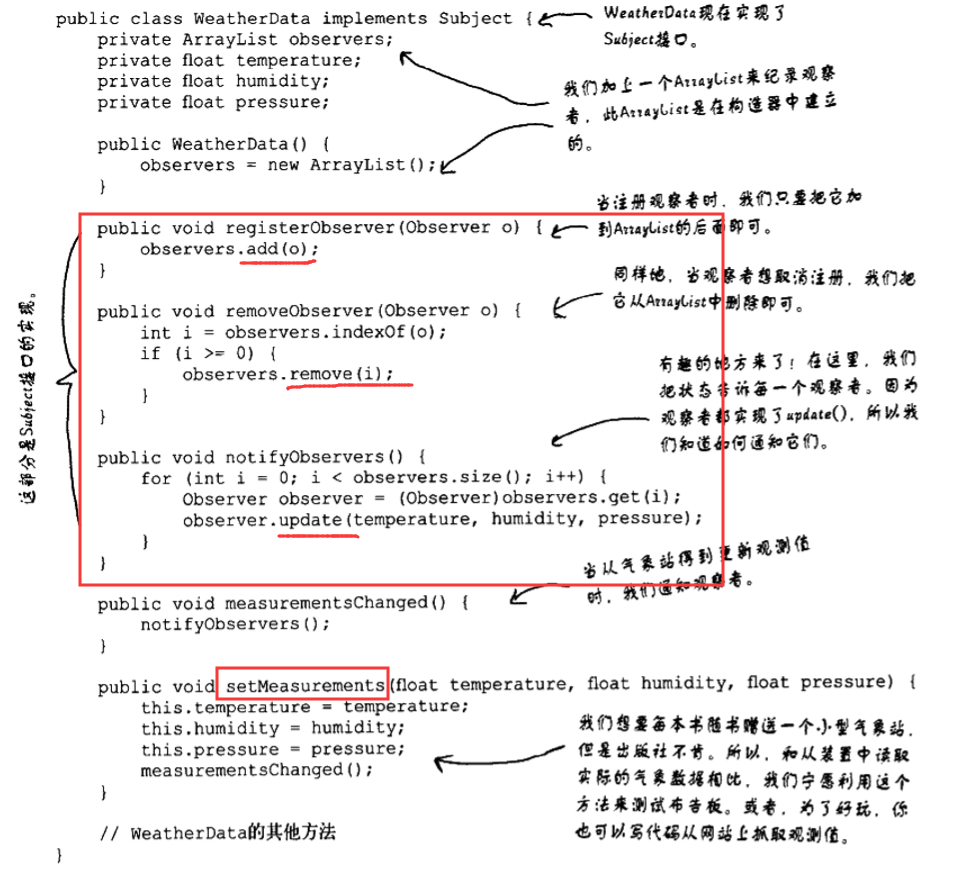 public class WeatherData implements Subject {
WeatherData现在实现了
Subject接口。
private ArrayList observers;
private float temperature;
private float humidity;
private float pressure;
我们加上一个ArrayList来纪录观察
者，此ArrayList是在构造器中建立
的。
public WeatherData() {
observers = new ArrayList();
}
当注册观察者时，我们只要把它加
到ArrayList的后面即可。
public void registerObserver(Observer o) {
observers.add(o);
}
同样地，当观察者想取消注册，我们把
它从ArrayList中删除即可。
public void removeObserver(Observer o) {
int i = observers.indexOf(o);
if (i >= 0) {
observers.remove(i);
}
}
有趣的地方来了！在这里，我们
把状态告诉每一个观察者。因为
观察者都实现了update()，所以我
们知道如何通知它们。
public void notifyObservers() {
for (int i = 0; i < observers.size(); i++) {
Observer observer = (Observer)observers.get(i);
observer.update(temperature, humidity, pressure);
}
}
这部分是Subject接口的实现。
当从气象站得到更新观测值
时，我们通知观察者。
public void measurementsChanged() {
notifyObservers();
}
public void setMeasurements(float temperature, float humidity, float pressure) {
this.temperature = temperature;
this.humidity = humidity;
this.pressure = pressure;
measurementsChanged();
}
我们想要每本书随书赠送一个小型气象站，
但是出版社不肯。所以，和从装置中读取
实际的气象数据相比，我们宁愿利用这个
方法来测试布告板。或者，为了好玩，你
也可以写代码从网站上抓取观测值。
// WeatherData的其他方法
}